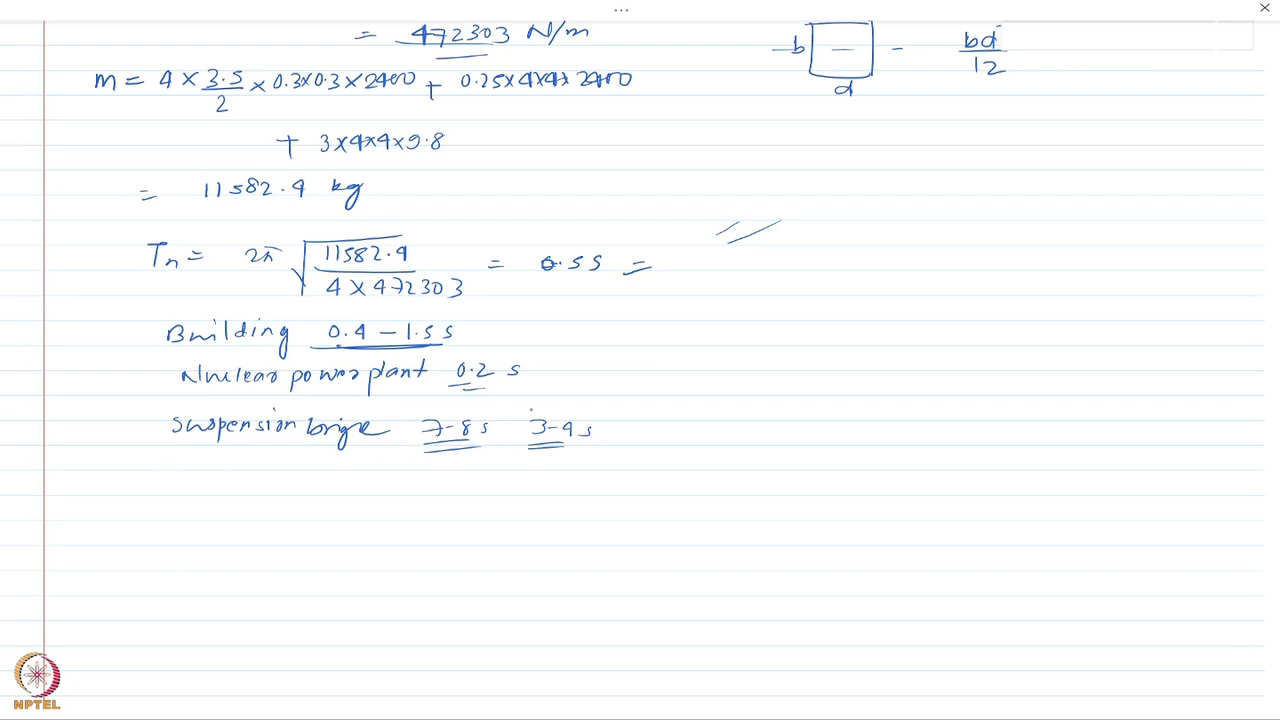 = 472303 N/m
b
bd
12
d
m = 4 × 3.5/2 × 0.3×0.3×2400 + 0.25×4×4×2400
+ 3×4×4×9.8
= 11582.4 kg
Tn = 2π √ 11582.4 / 4 × 472303 = 0.5 s =
Building 0.4 – 1.5 s
Nnuclear power plant 0.2 s
Suspension brige 7-8 s 3-4 s
NPTEL